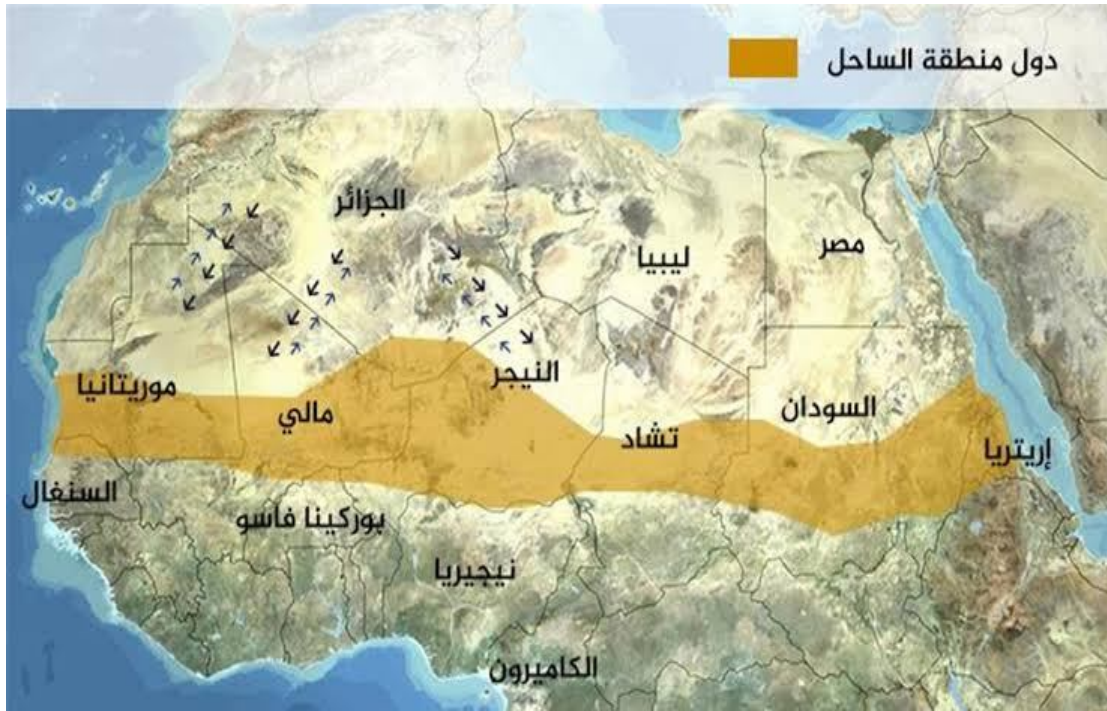 دول منطقة الساحل
الجزائر
ليبيا
مصر
موريتانيا
مالي
النيجر
تشاد
السودان
إريتريا
السنغال
بوركينا فاسو
نيجيريا
الكاميرون